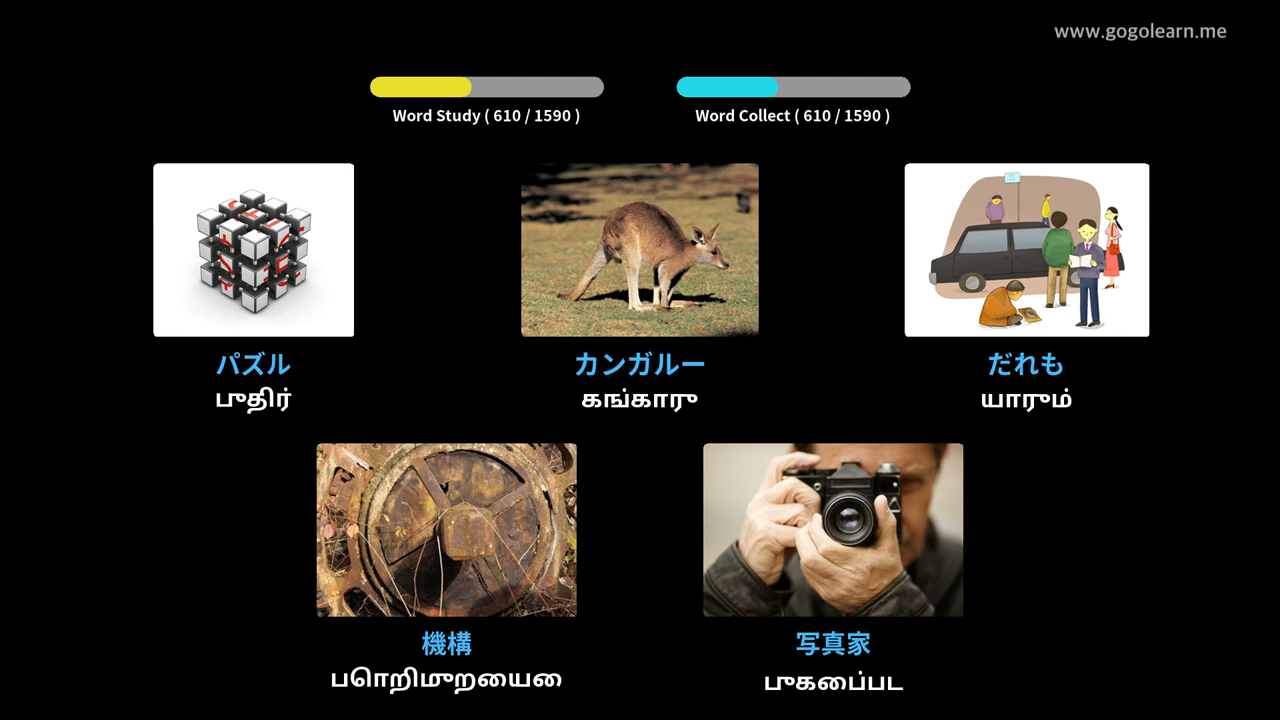 www.gogolearn.me
Word Study ( 610 / 1590 )
Word Collect ( 610 / 1590 )
パズル
புதிர்
カンガルー
கங்காரு
だれも
யாரும்
機構
பொறிமுறையை
写真家
புகைப்பட